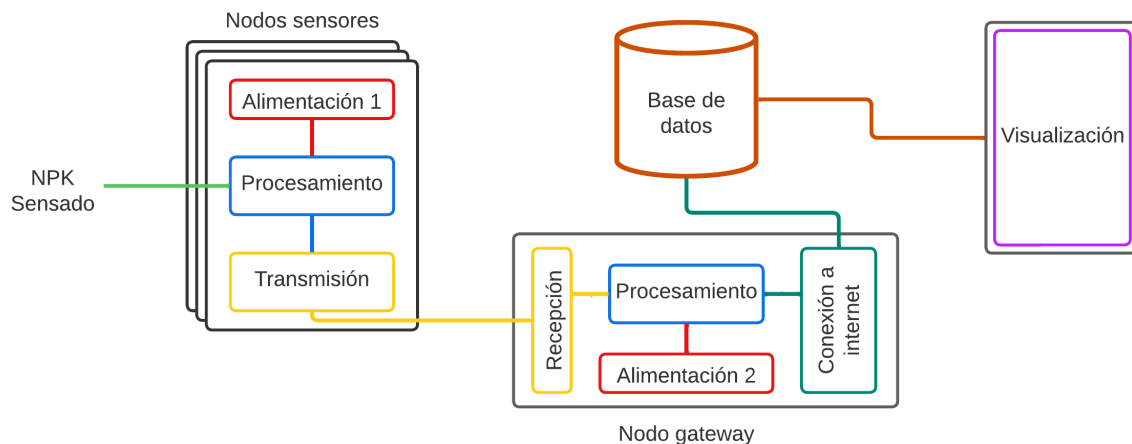 Nodos sensores
Alimentación 1
Procesamiento
NPK
Sensado
Transmisión
Base de
datos
Visualización
Recepción
Procesamiento
Alimentación 2
Conexión a
internet
Nodo gateway